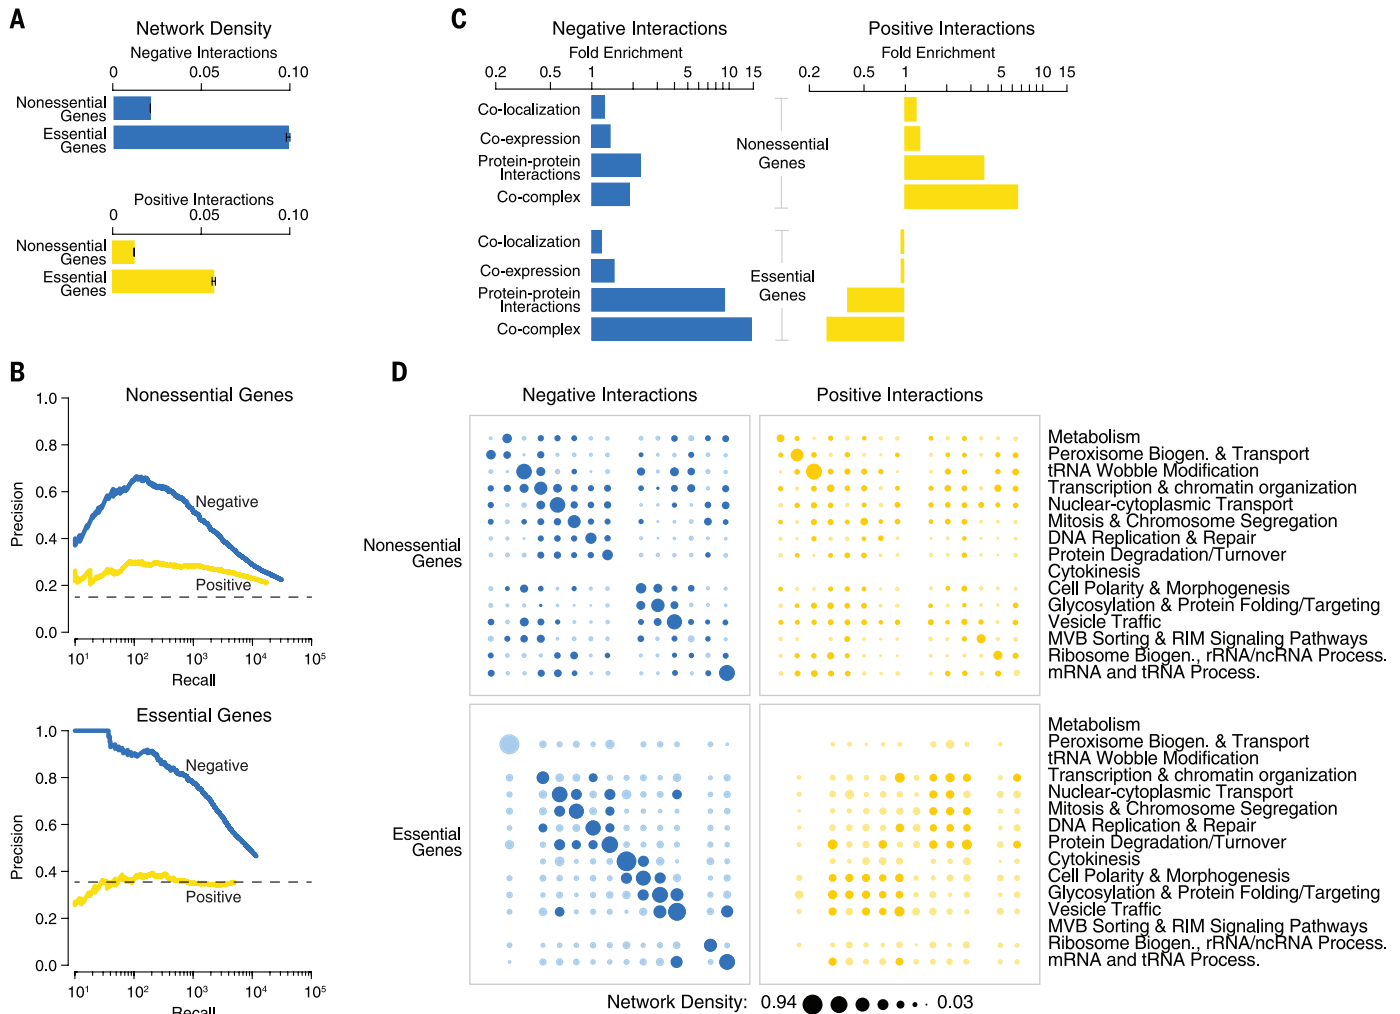 A
Network Density
Negative Interactions
0 0.05 0.10
Nonessential
Genes
Essential
Genes
Positive Interactions
0 0.05 0.10
Nonessential
Genes
Essential
Genes
C
Negative Interactions
Fold Enrichment
0.2 0.5 1 5 10 15
Positive Interactions
Fold Enrichment
0.2 0.5 1 5 10 15
Co-localization
Co-expression
Protein-protein
Interactions
Co-complex
Nonessential
Genes
Co-localization
Co-expression
Protein-protein
Interactions
Co-complex
Essential
Genes
B
Nonessential Genes
Precision
1.0
0.8
0.6
0.4
0.2
0.0
Negative
Positive
10¹ 10² 10³ 10⁴ 10⁵
Recall
Essential Genes
Precision
1.0
0.8
0.6
0.4
0.2
0.0
Negative
Positive
10¹ 10² 10³ 10⁴ 10⁵
Recall
D
Negative Interactions
Positive Interactions
Nonessential
Genes
Metabolism
Peroxisome Biogen. & Transport
tRNA Wobble Modification
Transcription & chromatin organization
Nuclear-cytoplasmic Transport
Mitosis & Chromosome Segregation
DNA Replication & Repair
Protein Degradation/Turnover
Cytokinesis
Cell Polarity & Morphogenesis
Glycosylation & Protein Folding/Targeting
Vesicle Traffic
MVB Sorting & RIM Signaling Pathways
Ribosome Biogen., rRNA/ncRNA Process.
mRNA and tRNA Process.
Essential
Genes
Metabolism
Peroxisome Biogen. & Transport
tRNA Wobble Modification
Transcription & chromatin organization
Nuclear-cytoplasmic Transport
Mitosis & Chromosome Segregation
DNA Replication & Repair
Protein Degradation/Turnover
Cytokinesis
Cell Polarity & Morphogenesis
Glycosylation & Protein Folding/Targeting
Vesicle Traffic
MVB Sorting & RIM Signaling Pathways
Ribosome Biogen., rRNA/ncRNA Process.
mRNA and tRNA Process.
Network Density: 0.94 0.03